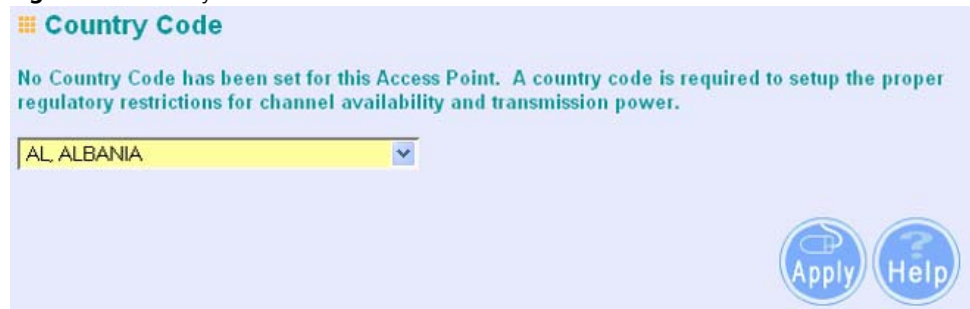 Country Code
No Country Code has been set for this Access Point. A country code is required to setup the proper
regulatory restrictions for channel availability and transmission power.
AL, ALBANIA
Apply
Help